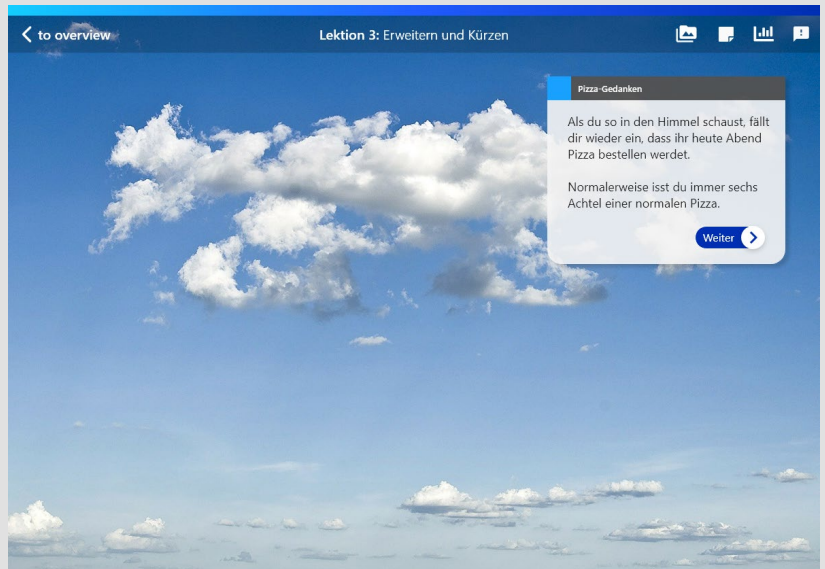 to overview
Lektion 3: Erweitern und Kürzen
Pizza-Gedanken
Als du so in den Himmel schaust, fällt
dir wieder ein, dass ihr heute Abend
Pizza bestellen werdet.
Normalerweise isst du immer sechs
Achtel einer normalen Pizza.
Weiter